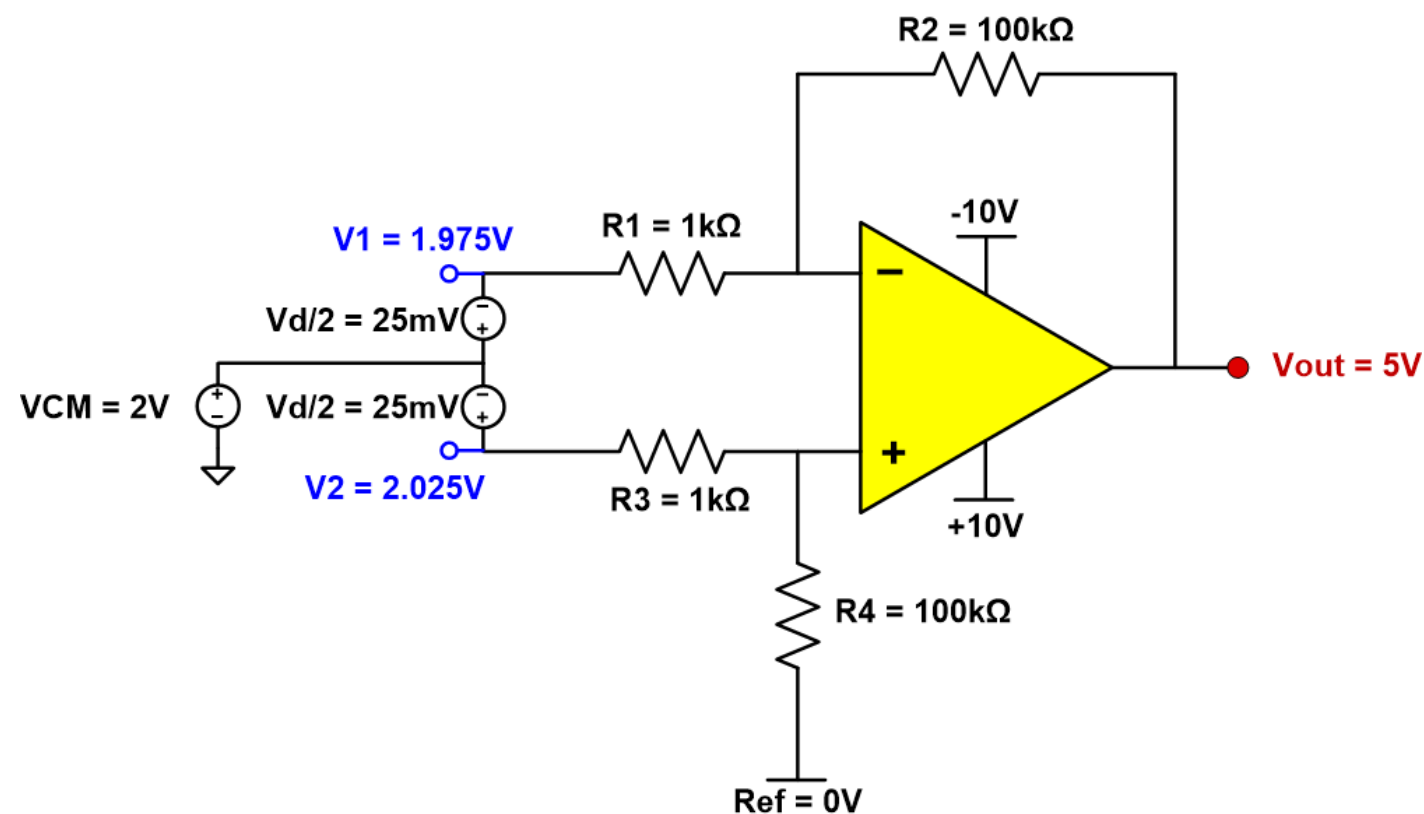 R2 = 100kΩ
-10V
R1 = 1kΩ
V1 = 1.975V
−
Vd/2 = 25mV
−
+
Vout = 5V
VCM = 2V
+
−
Vd/2 = 25mV
−
+
+
V2 = 2.025V
R3 = 1kΩ
+10V
R4 = 100kΩ
Ref = 0V